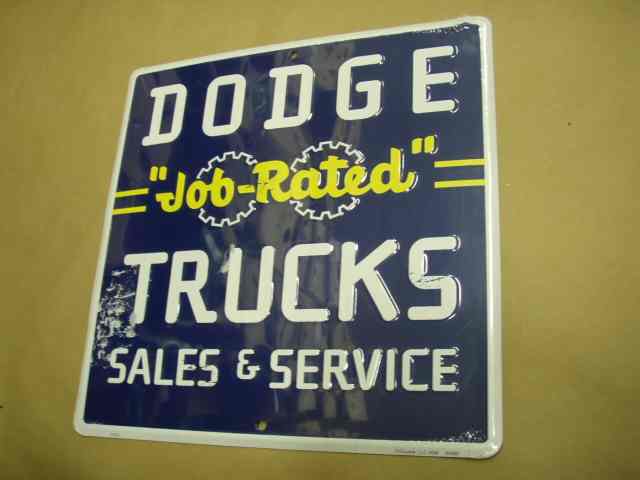 DODGE
"Job-Rated"
TRUCKS
SALES & SERVICE